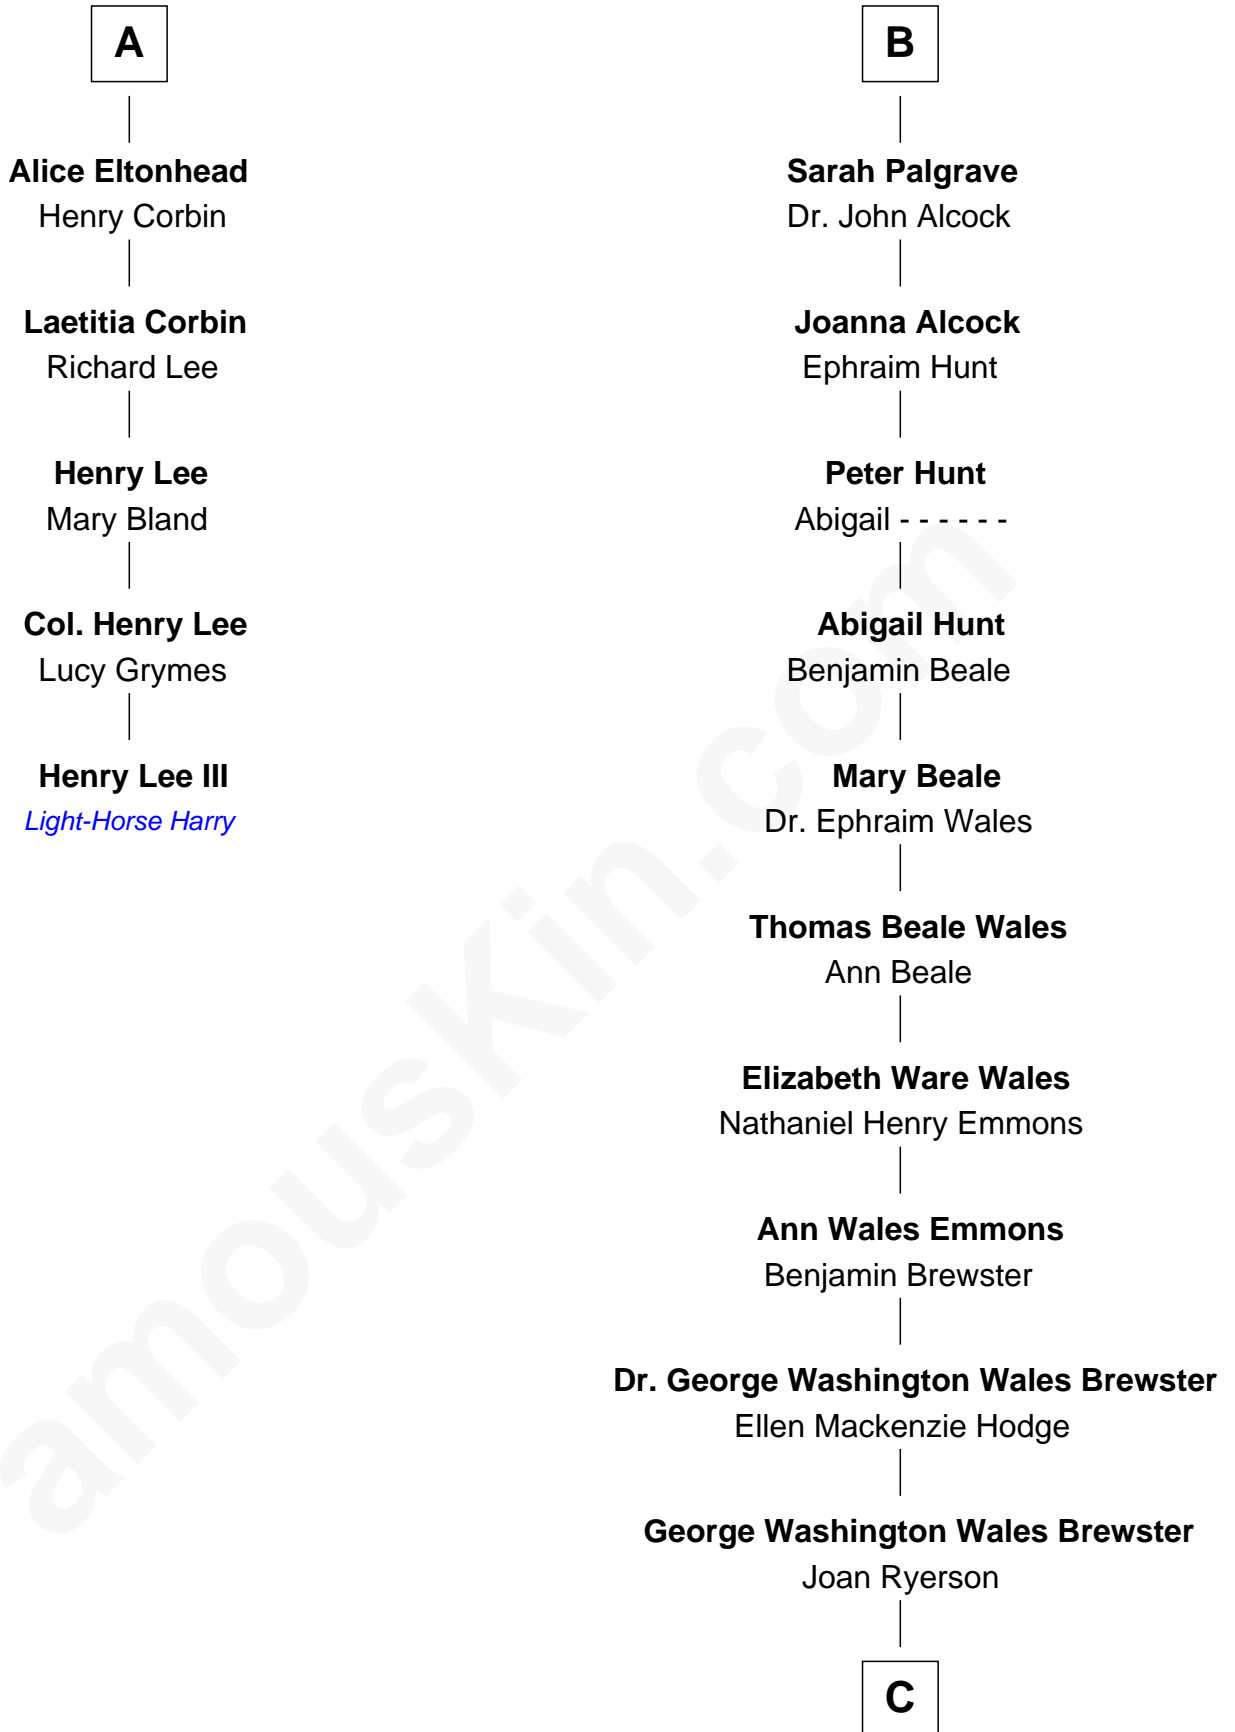 A
Alice Eltonhead
Henry Corbin
Laetitia Corbin
Richard Lee
Henry Lee
Mary Bland
Col. Henry Lee
Lucy Grymes
Henry Lee III
Light-Horse Harry
B
Sarah Palgrave
Dr. John Alcock
Joanna Alcock
Ephraim Hunt
Peter Hunt
Abigail - - - - - -
Abigail Hunt
Benjamin Beale
Mary Beale
Dr. Ephraim Wales
Thomas Beale Wales
Ann Beale
Elizabeth Ware Wales
Nathaniel Henry Emmons
Ann Wales Emmons
Benjamin Brewster
Dr. George Washington Wales Brewster
Ellen Mackenzie Hodge
George Washington Wales Brewster
Joan Ryerson
C
amousKin.com